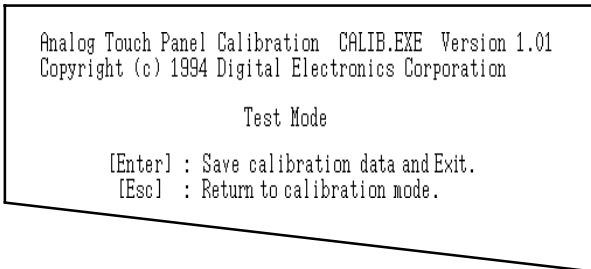 Analog Touch Panel Calibration CALIB.EXE Version 1.01
Copyright (c) 1994 Digital Electronics Corporation
Test Mode
[Enter] : Save calibration data and Exit.
[Esc] : Return to calibration mode.